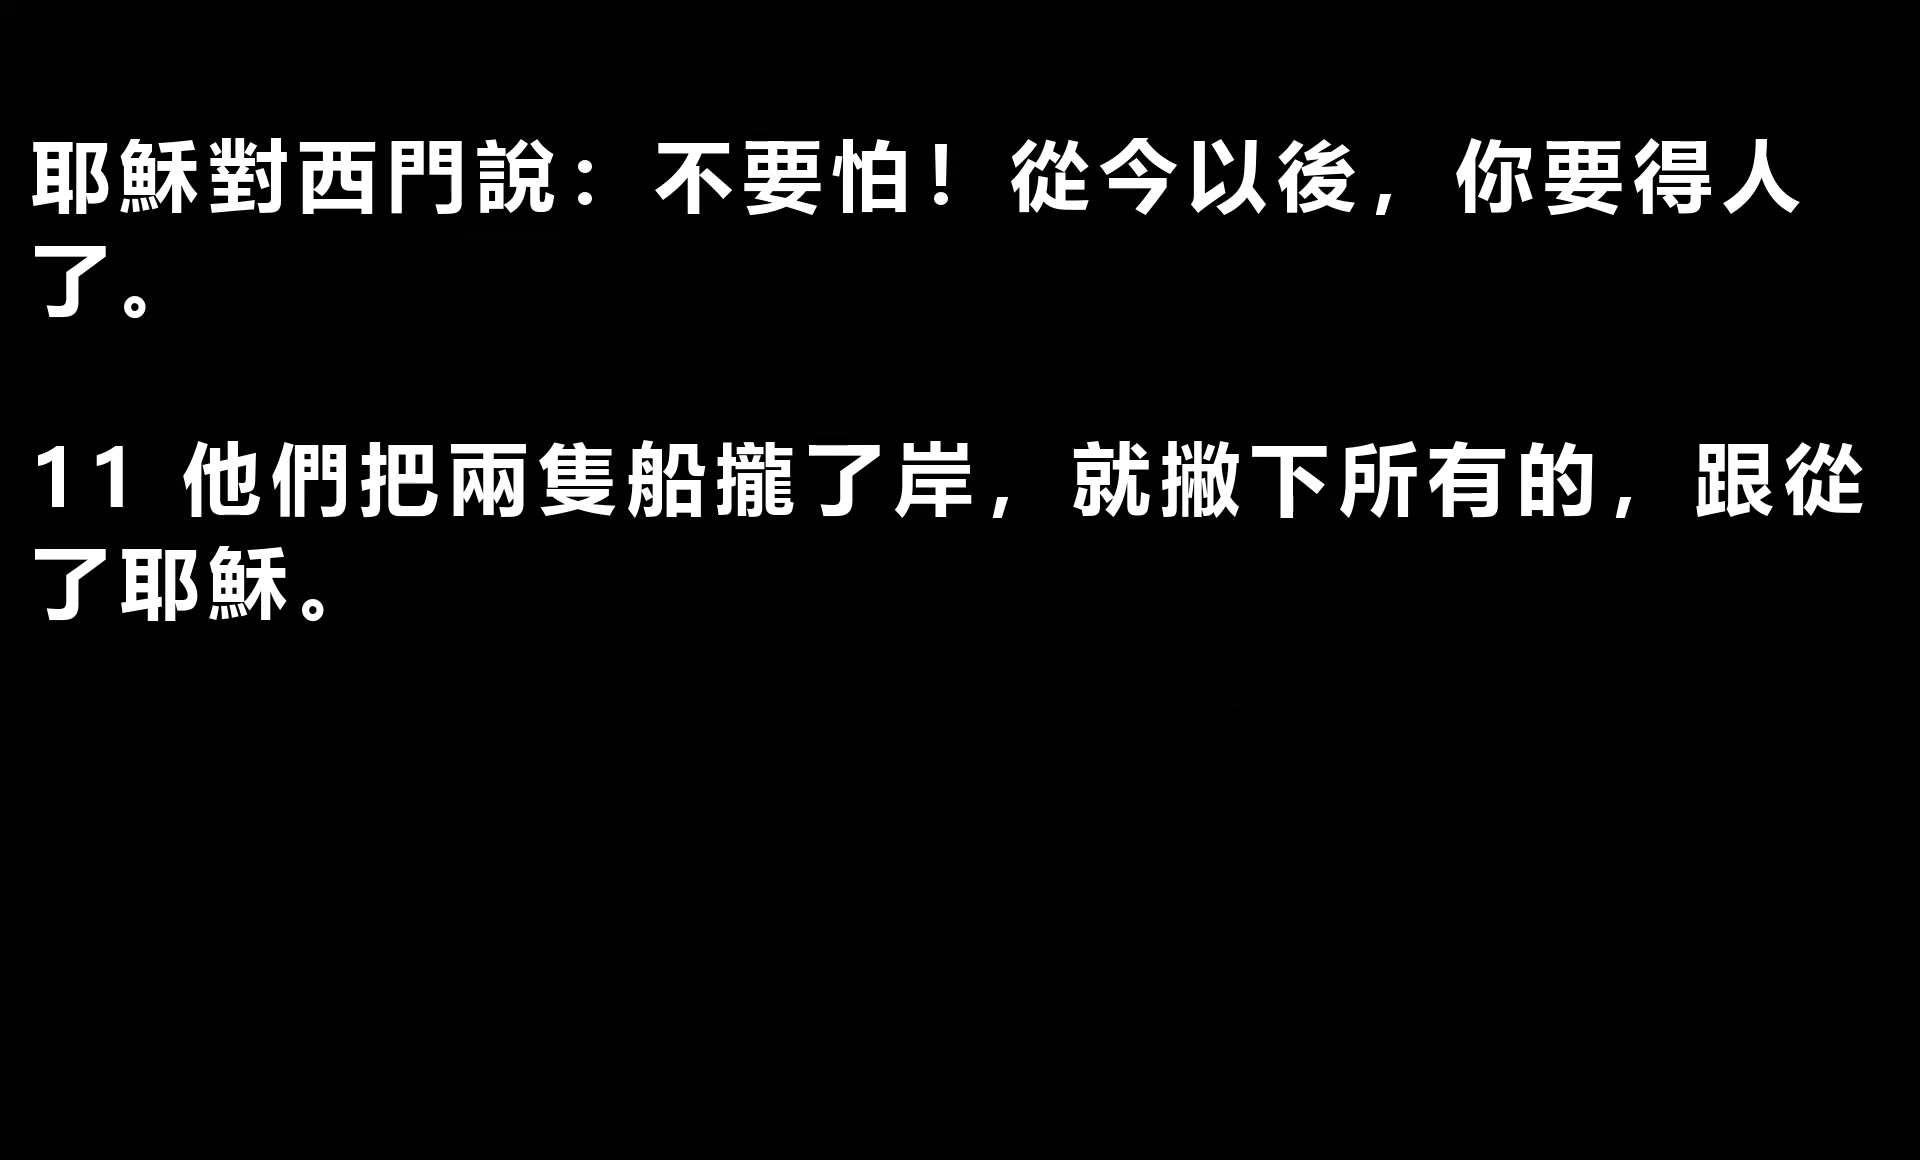 耶穌對西門說：不要怕！從今以後，你要得人
了。
11 他們把兩隻船攏了岸，就撇下所有的，跟從
了耶穌。